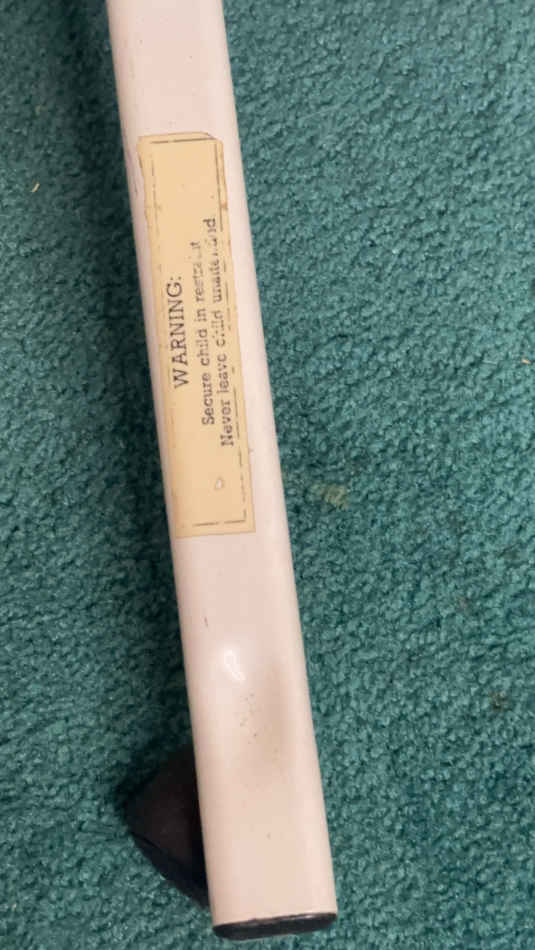 WARNING:
Secure child in restraint
Never leave child unattended.